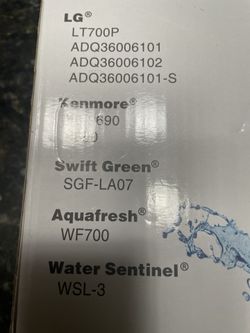 LG®
LT700P
ADQ36006101
ADQ36006102
ADQ36006101-S
Kenmore®
Swift Green®
SGF-LA07
Aquafresh®
WF700
Water Sentinel®
WSL-3